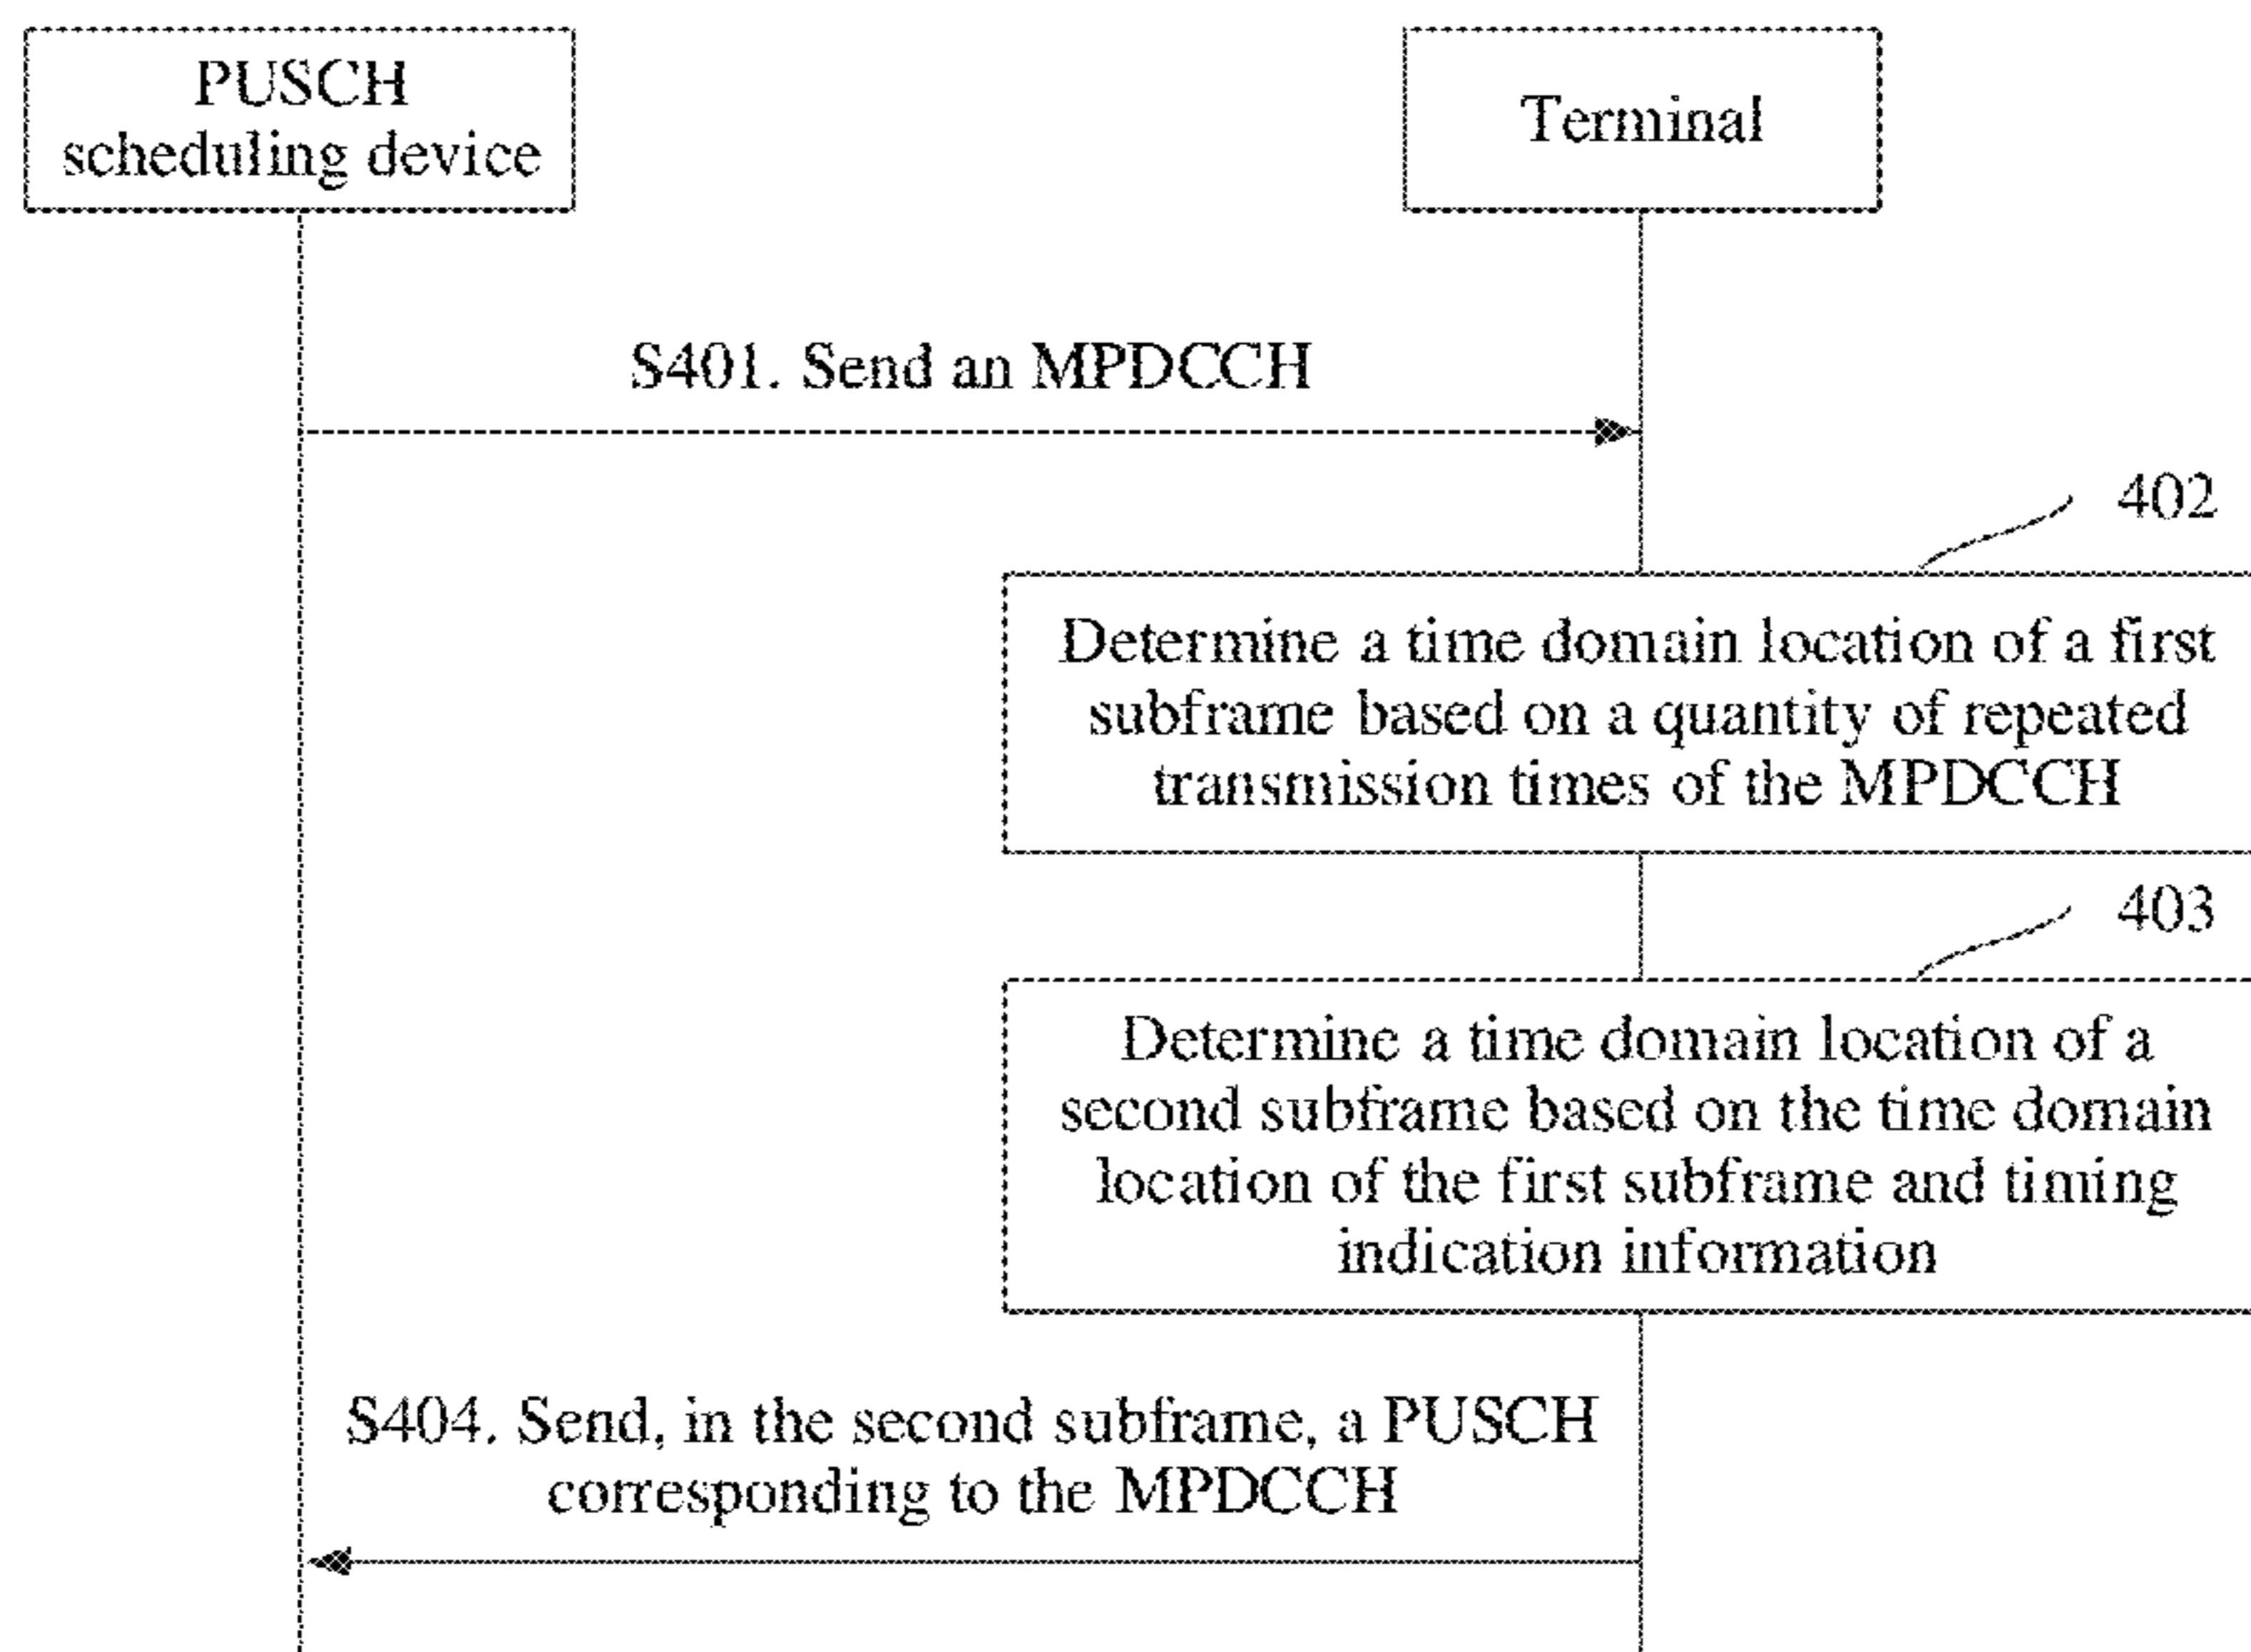 PUSCH
scheduling device
Terminal
S401. Send an MPDCCH
402
Determine a time domain location of a first
subframe based on a quantity of repeated
transmission times of the MPDCCH
403
Determine a time domain location of a
second subframe based on the time domain
location of the first subframe and timing
indication information
S404. Send, in the second subframe, a PUSCH
corresponding to the MPDCCH